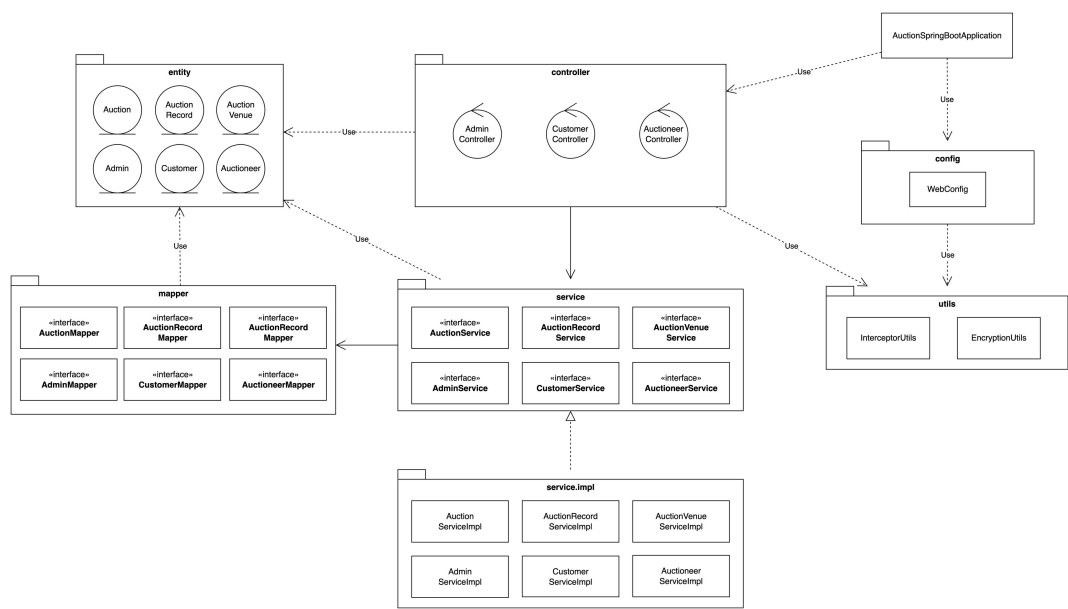 AuctionSpringBootApplication
Use
Use
entity
Auction
Auction
Record
Auction
Venue
Admin
Customer
Auctioneer
controller
Admin
Controller
Customer
Controller
Auctioneer
Controller
Use
config
WebConfig
Use
Use
Use
Use
mapper
«interface»
AuctionMapper
«interface»
AuctionRecord
Mapper
«interface»
AuctionRecord
Mapper
«interface»
AdminMapper
«interface»
CustomerMapper
«interface»
AuctioneerMapper
service
«interface»
AuctionService
«interface»
AuctionRecord
Service
«interface»
AuctionVenue
Service
«interface»
AdminService
«interface»
CustomerService
«interface»
AuctioneerService
utils
InterceptorUtils
EncryptionUtils
service.impl
Auction
ServiceImpl
AuctionRecord
ServiceImpl
AuctionVenue
ServiceImpl
Admin
ServiceImpl
Customer
ServiceImpl
Auctioneer
ServiceImpl